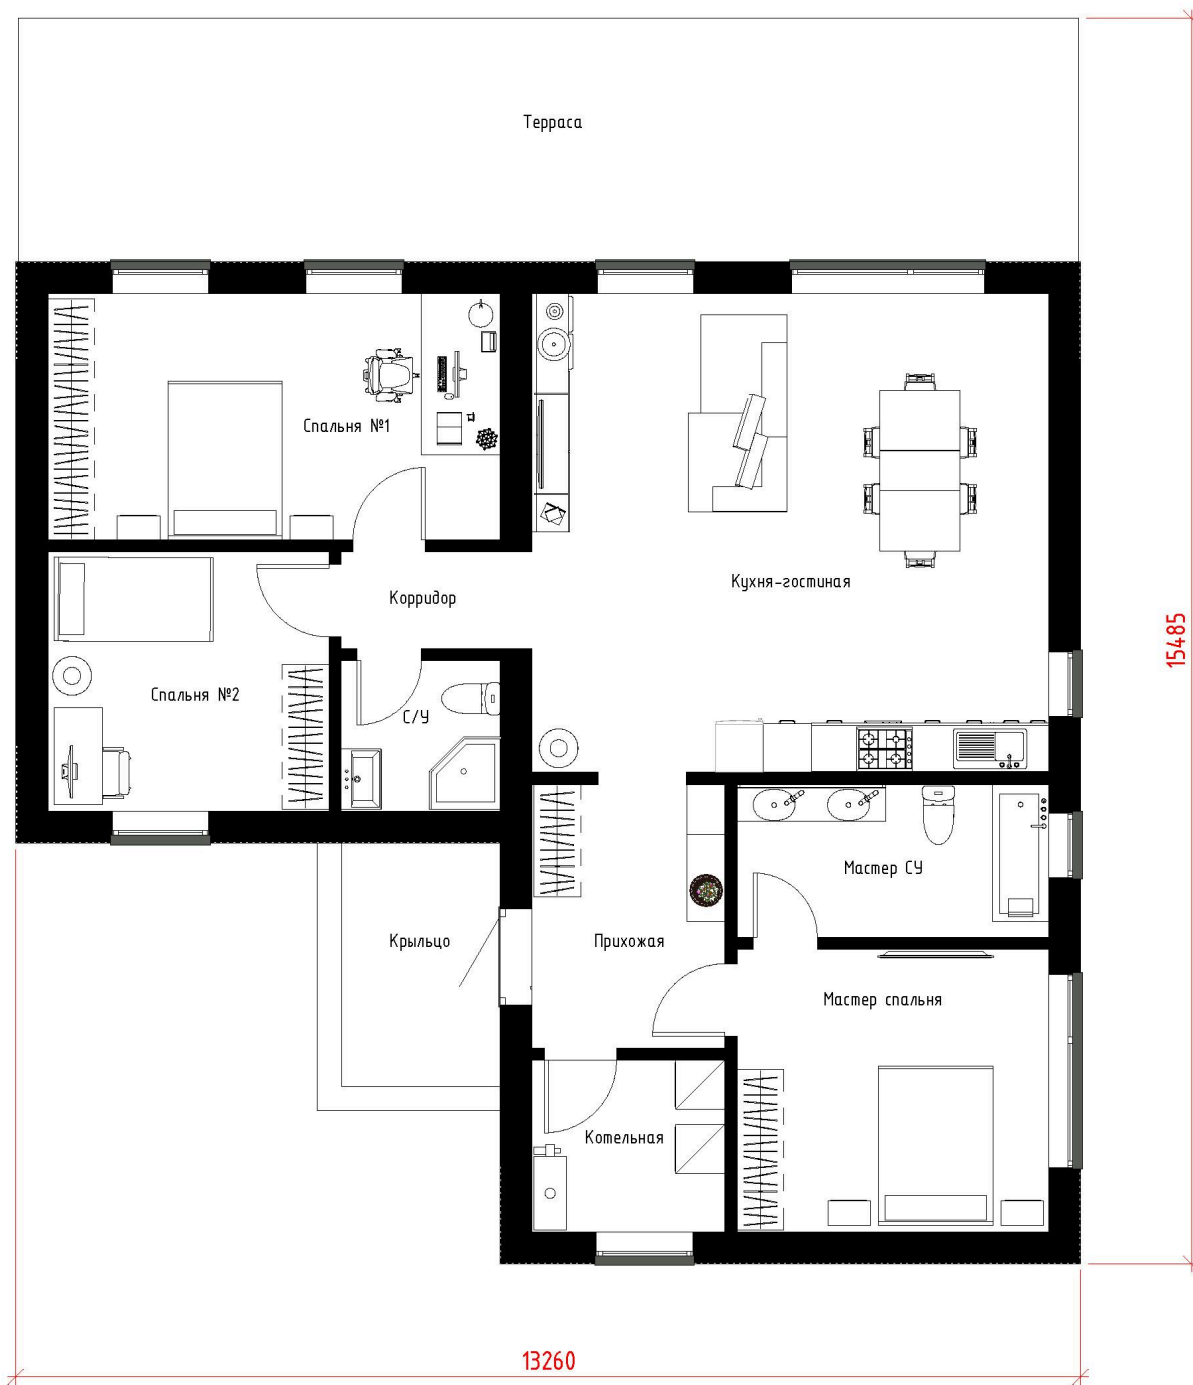 Терраса
Спальня №1
Кухня-гостиная
Корридор
15485
Спальня №2
С/У
Мастер СУ
Крыльцо
Прихожая
Мастер спальня
Котельная
13260